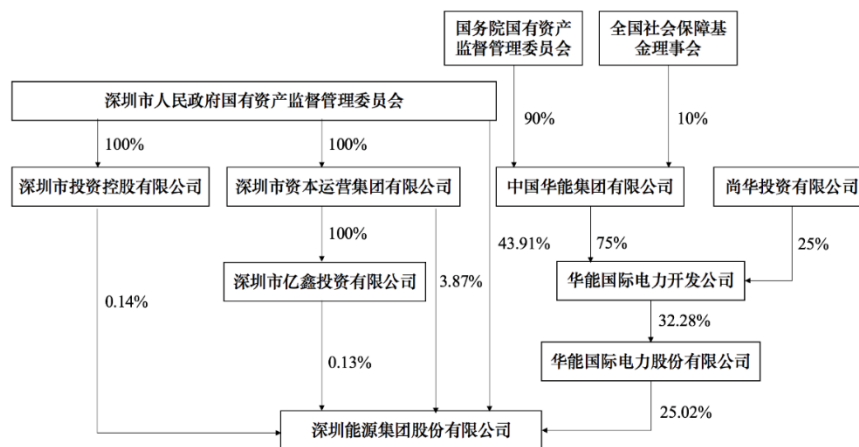 国务院国有资产
监督管理委员会
全国社会保障基
金理事会
深圳市人民政府国有资产监督管理委员会
90%
10%
100%
100%
深圳市投资控股有限公司
深圳市资本运营集团有限公司
中国华能集团有限公司
尚华投资有限公司
100%
43.91%
75%
25%
深圳市亿鑫投资有限公司
华能国际电力开发公司
0.14%
3.87%
32.28%
华能国际电力股份有限公司
0.13%
25.02%
深圳能源集团股份有限公司